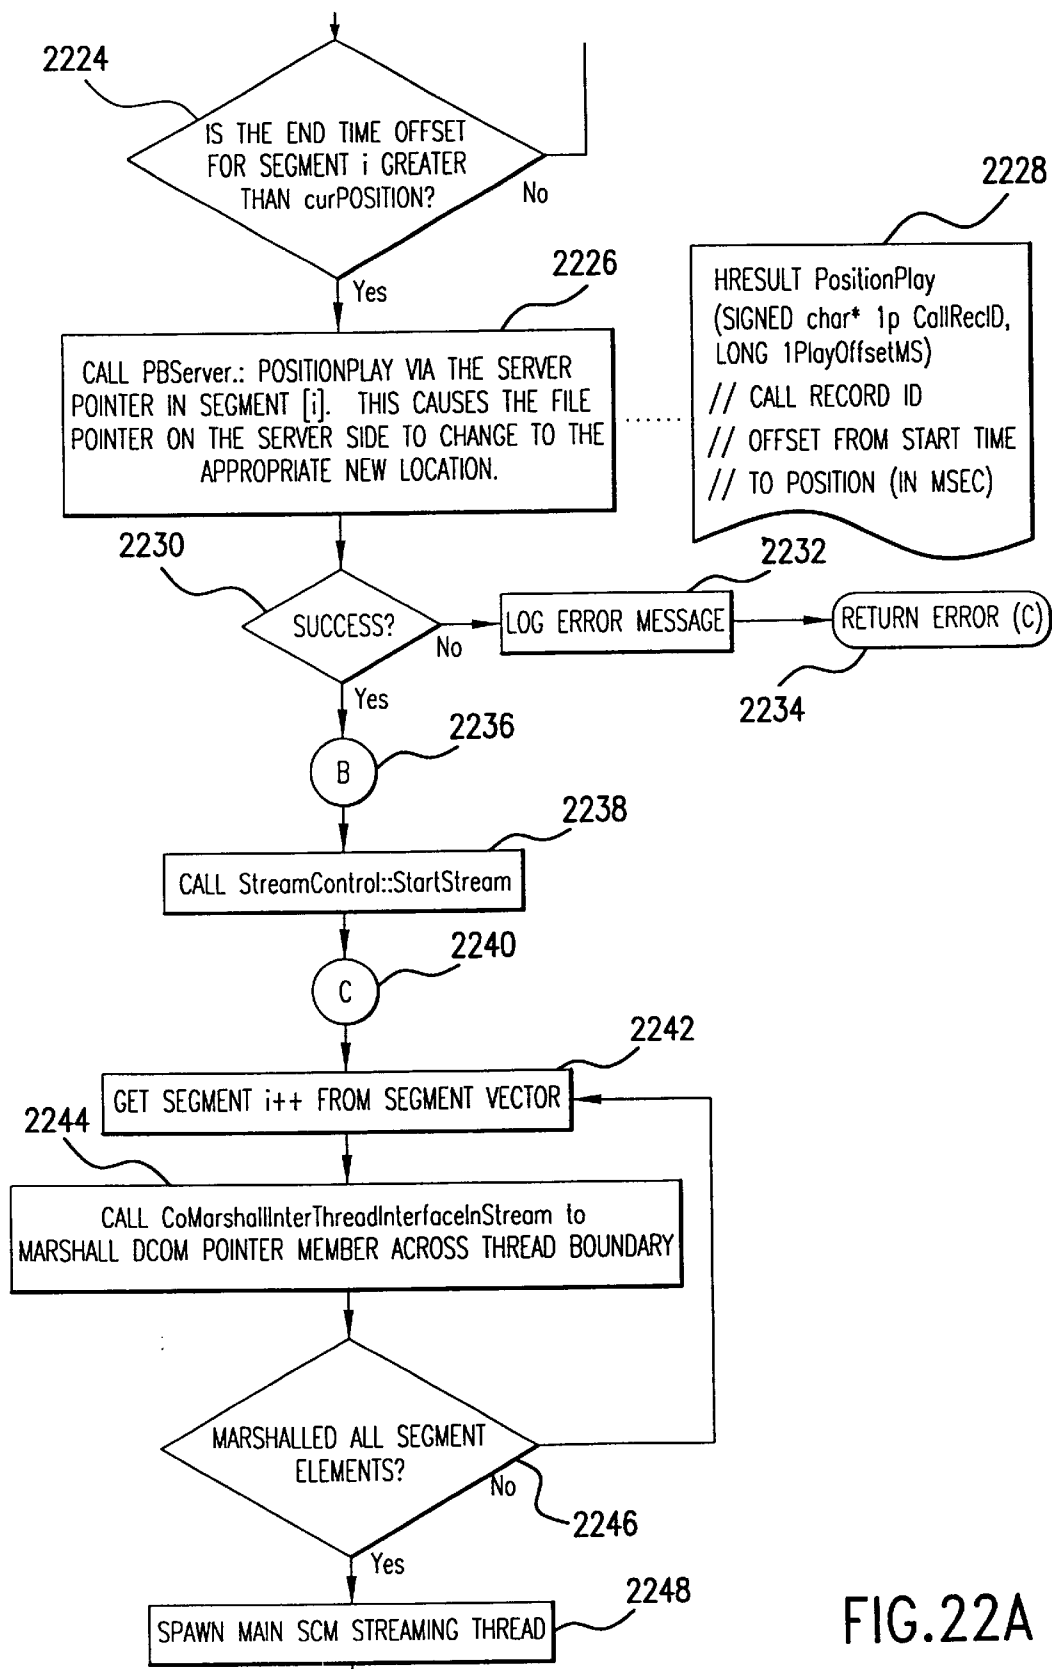 2224
IS THE END TIME OFFSET
FOR SEGMENT i GREATER
THAN curPOSITION?
No
Yes
2226
2228
CALL PBServer.: POSITIONPLAY VIA THE SERVER
POINTER IN SEGMENT [i]. THIS CAUSES THE FILE
POINTER ON THE SERVER SIDE TO CHANGE TO THE
APPROPRIATE NEW LOCATION.
HRESULT PositionPlay
(SIGNED char* 1p CallRecID,
LONG 1PlayOffsetMS)
// CALL RECORD ID
// OFFSET FROM START TIME
// TO POSITION (IN MSEC)
2230
SUCCESS?
No
Yes
2232
LOG ERROR MESSAGE
RETURN ERROR (C)
2234
2236
B
2238
CALL StreamControl::StartStream
2240
C
2242
GET SEGMENT i++ FROM SEGMENT VECTOR
2244
CALL CoMarshallInterThreadInterfaceInStream to
MARSHALL DCOM POINTER MEMBER ACROSS THREAD BOUNDARY
MARSHALLED ALL SEGMENT
ELEMENTS?
No
2246
Yes
2248
SPAWN MAIN SCM STREAMING THREAD
FIG.22A